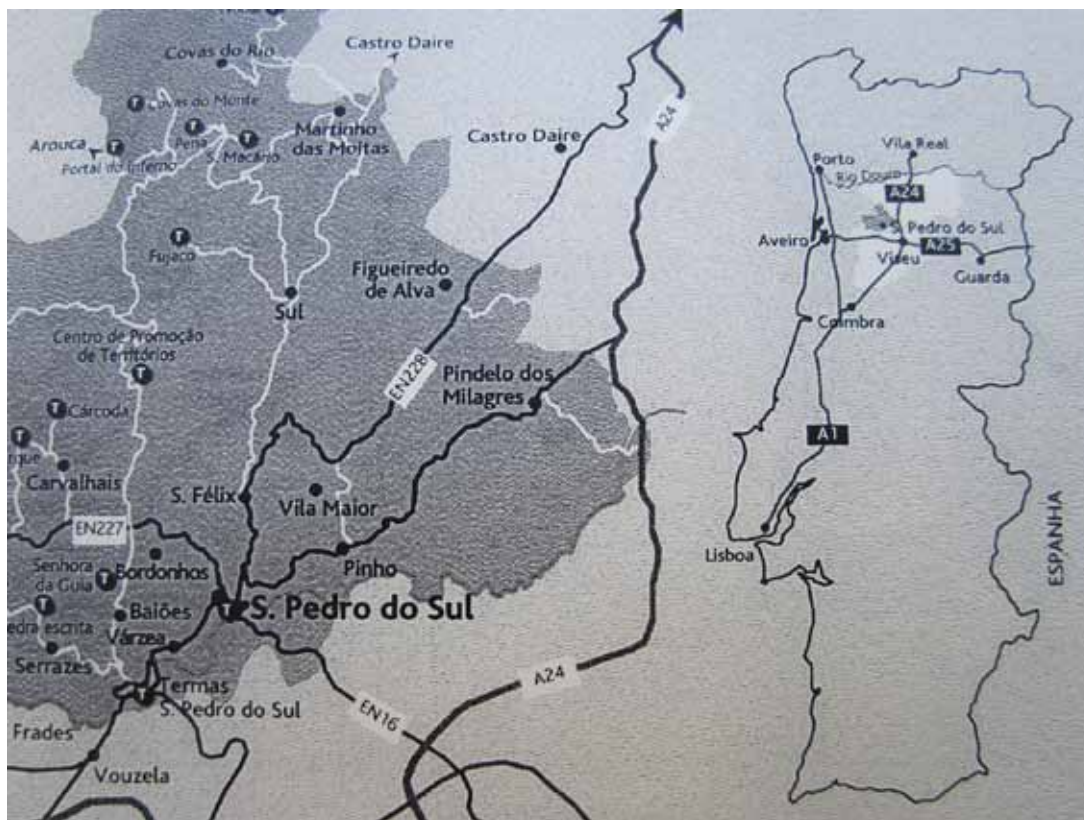 Covas do Rio
Castro Daire
Covas do Monte
Pena
S. Macário
Martinho
das Moitas
Arouca
Portal do Inferno
Castro Daire
A24
Fujaco
Sul
Figueiredo
de Alva
Centro de Promoção
de Territórios
EN228
Pindelo dos
Milagres
Cárcoda
Carvalhais
S. Félix
Vila Maior
EN227
Pinho
Senhora
da Guia
Bordonhos
S. Pedro do Sul
Baiões
Várzea
Serrazes
Termas
S. Pedro do Sul
Frades
Vouzela
EN16
A24
Vila Real
Porto
Rio Douro
A24
S. Pedro do Sul
Aveiro
Viseu
A25
Guarda
Coimbra
A1
Lisboa
ESPANHA